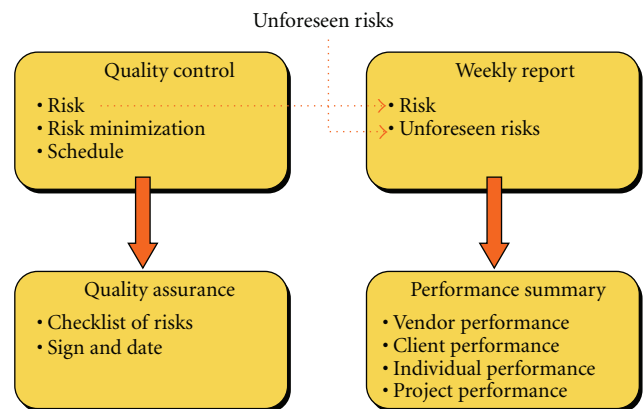 Unforeseen risks
Quality control
• Risk
• Risk minimization
• Schedule
Weekly report
• Risk
• Unforeseen risks
Quality assurance
• Checklist of risks
• Sign and date
Performance summary
• Vendor performance
• Client performance
• Individual performance
• Project performance